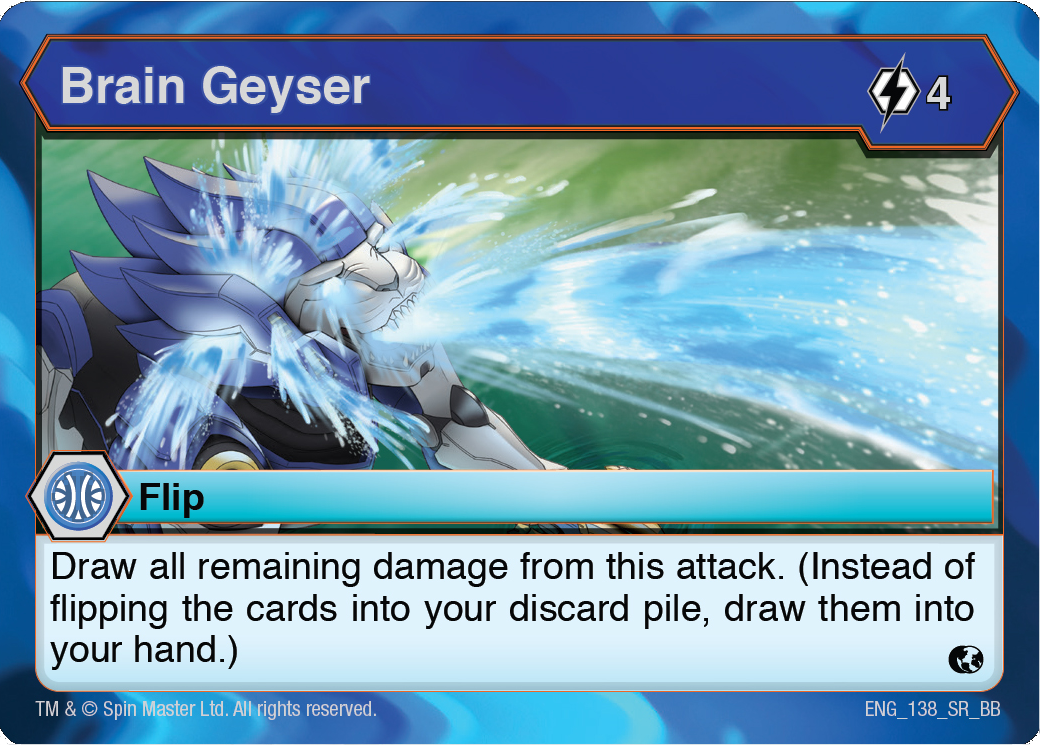 Brain Geyser
4
Flip
Draw all remaining damage from this attack. (Instead of
flipping the cards into your discard pile, draw them into
your hand.)
TM & © Spin Master Ltd. All rights reserved.
ENG_138_SR_BB